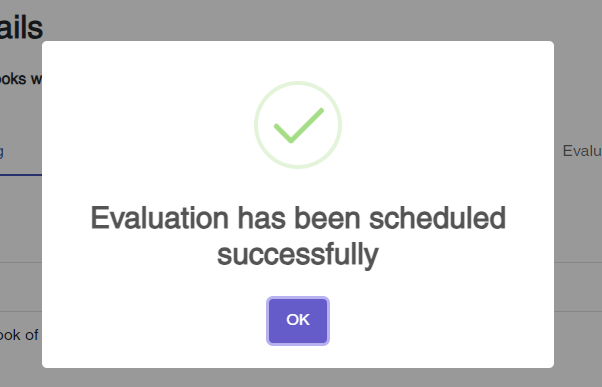 ails
ooks w
g
Evalu
Evaluation has been scheduled
successfully
OK
ook of